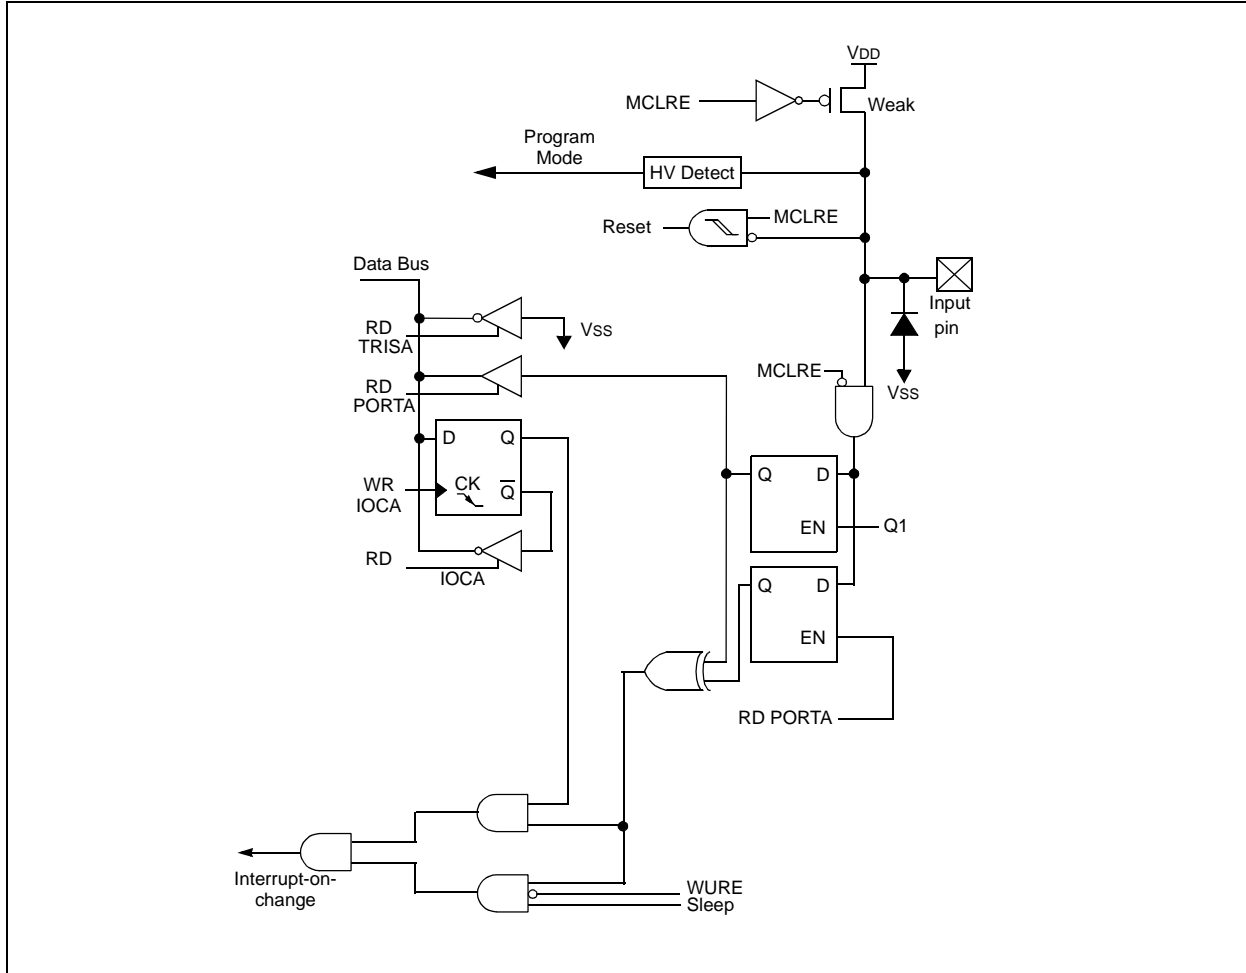 VDD
MCLRE
Weak
Program
Mode
HV Detect
MCLRE
Reset
Data Bus
Input
pin
RD
TRISA
VSS
MCLRE
VSS
RD
PORTA
D Q
Q D
WR
IOCA
CK
Q
EN
Q1
RD
IOCA
Q D
EN
RD PORTA
Interrupt-on-
change
WURE
Sleep